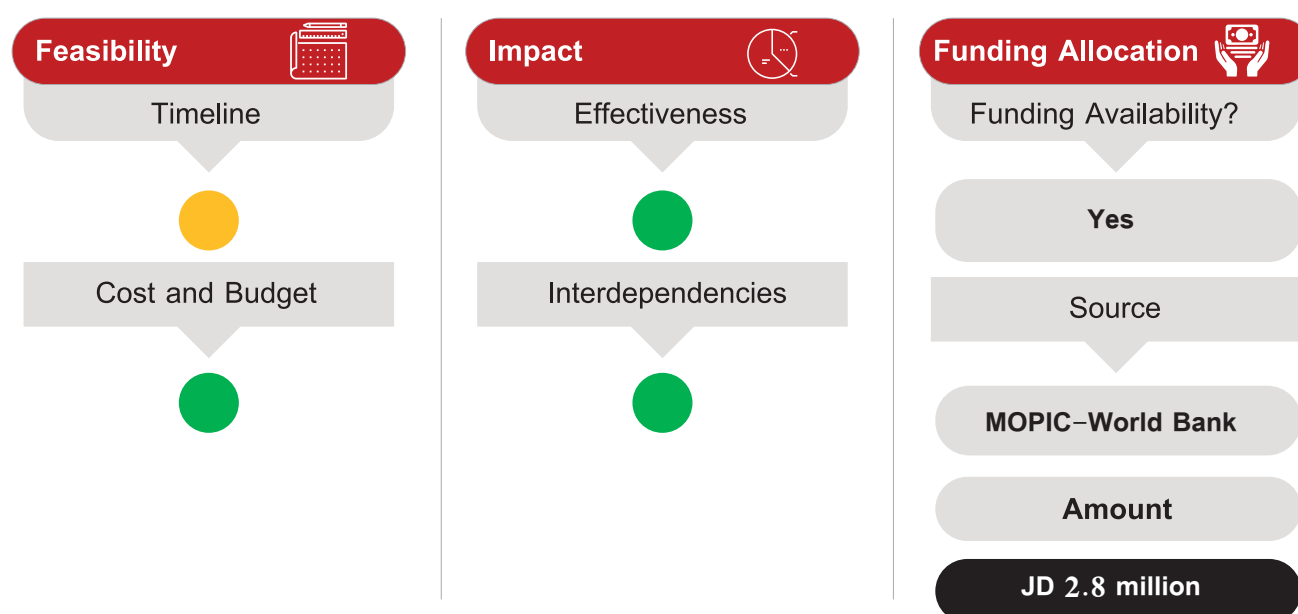 Feasibility
Timeline
Cost and Budget
Impact
Effectiveness
Interdependencies
Funding Allocation
Funding Availability?
Yes
Source
MOPIC–World Bank
Amount
JD 2.8 million